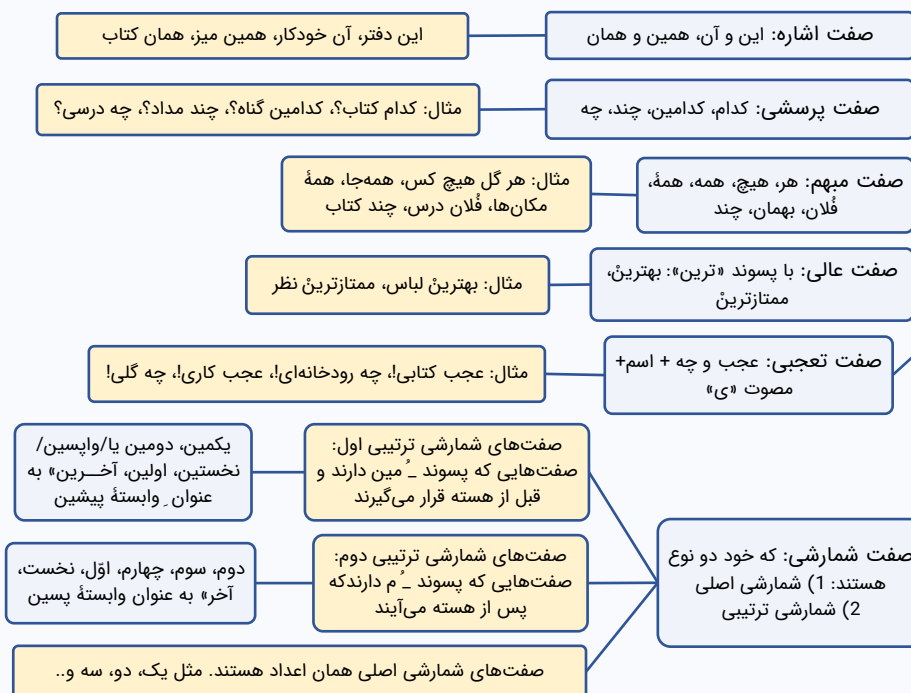 صفت اشاره: این و آن، همین و همان
این دفتر، آن خودکار، همین میز، همان کتاب
صفت پرسشی: کدام، کدامین، چند، چه
مثال: کدام کتاب؟، کدامین گناه؟، چند مداد؟، چه درسی؟
صفت مبهم: هر، هیچ، همه، همهٔ،
فُلان، بهمان، چند
مثال: هر گل هیچ کس، همه‌جا، همهٔ
مکان‌ها، فُلان درس، چند کتاب
صفت عالی: با پسوند «ترین»: بهترینْ،
ممتازترینْ
مثال: بهترینْ لباس، ممتازترینْ نظر
صفت تعجبی: عجب و چه + اسم+
مصوت «ی»
مثال: عجب کتابی!، چه رودخانه‌ای!، عجب کاری!، چه گلی!
صفت شمارشی: که خود دو نوع
هستند: 1) شمارشی اصلی
2) شمارشی ترتیبی
صفت‌های شمارشی ترتیبی اول:
صفت‌هایی که پسوند ـُ مین دارند و
قبل از هسته قرار می‌گیرند
یکمین، دومین یا/واپسین/
نخستین، اولین، آخــرین» به
عنوانِ وابستهٔ پیشین
صفت‌های شمارشی ترتیبی دوم:
صفت‌هایی که پسوند ـُ م دارندکه
پس از هسته می‌آیند
دوم، سوم، چهارم، اوّل، نخست،
آخر» به عنوان وابستهٔ پسین
صفت‌های شمارشی اصلی همان اعداد هستند. مثل یک، دو، سه و..